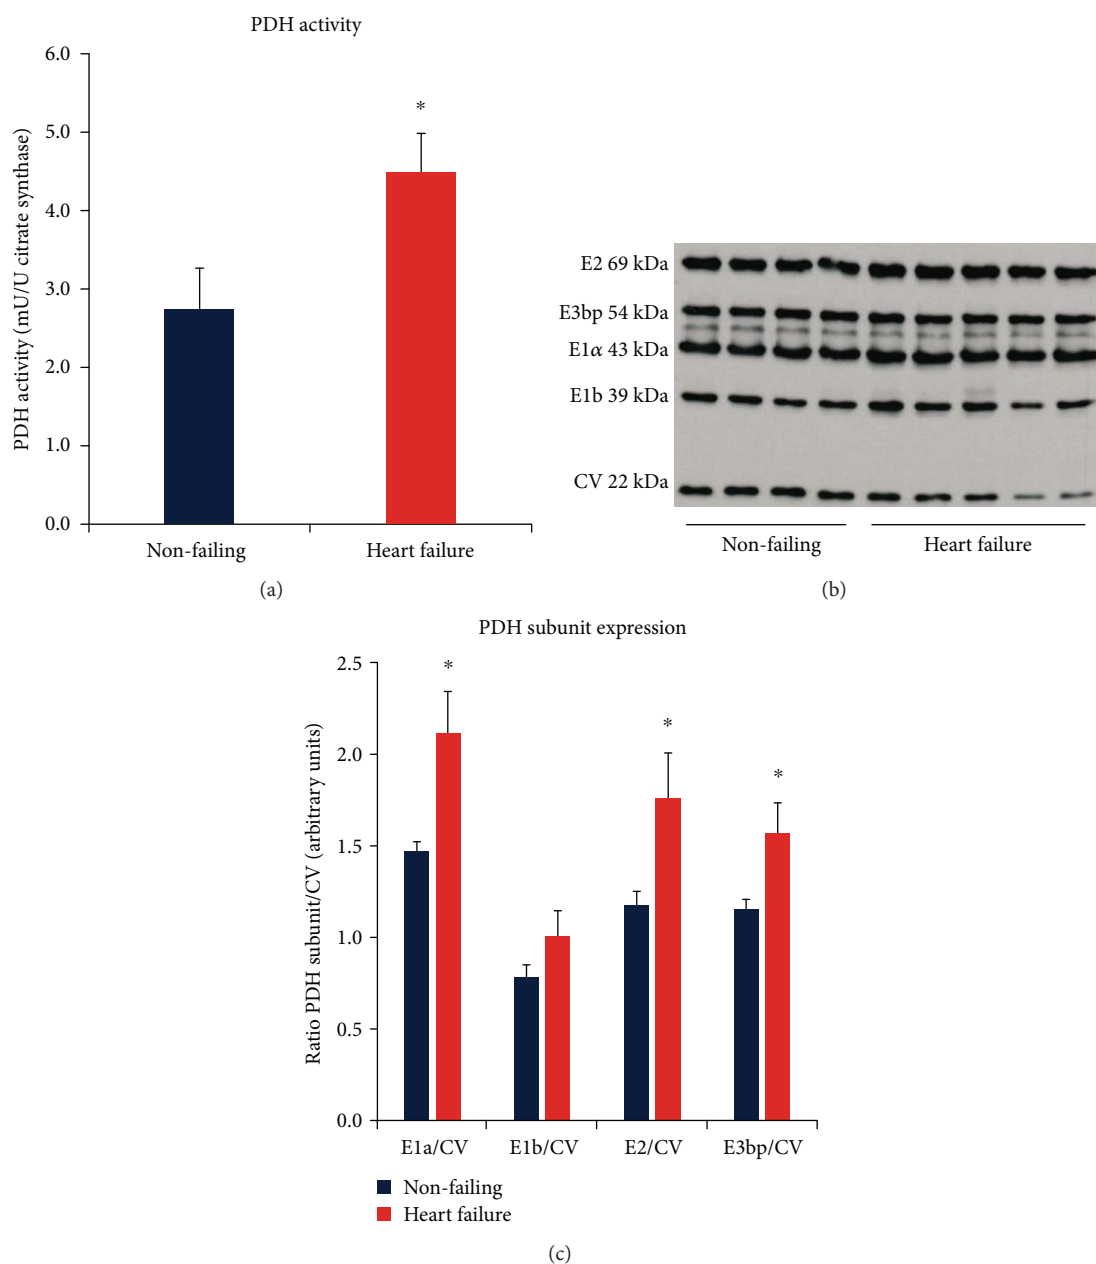 PDH activity
PDH activity (mU/U citrate synthase)
6.0
5.0
4.0
3.0
2.0
1.0
0.0
*
Non-failing
Heart failure
(a)
E2 69 kDa
E3bp 54 kDa
E1α 43 kDa
E1b 39 kDa
CV 22 kDa
Non-failing
Heart failure
(b)
PDH subunit expression
Ratio PDH subunit/CV (arbitrary units)
2.5
2.0
1.5
1.0
0.5
0.0
*
*
*
E1a/CV
E1b/CV
E2/CV
E3bp/CV
Non-failing
Heart failure
(c)